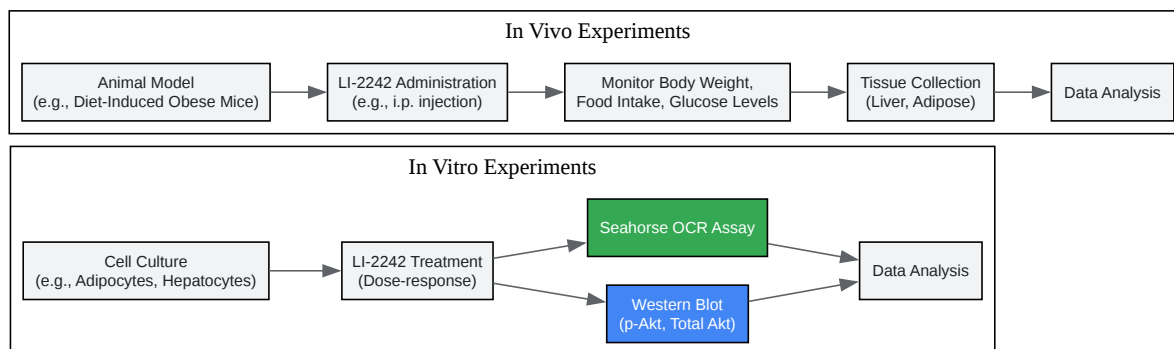 In Vivo Experiments
Animal Model
(e.g., Diet-Induced Obese Mice)
LI-2242 Administration
(e.g., i.p. injection)
Monitor Body Weight,
Food Intake, Glucose Levels
Tissue Collection
(Liver, Adipose)
Data Analysis
In Vitro Experiments
Cell Culture
(e.g., Adipocytes, Hepatocytes)
LI-2242 Treatment
(Dose-response)
Seahorse OCR Assay
Western Blot
(p-Akt, Total Akt)
Data Analysis